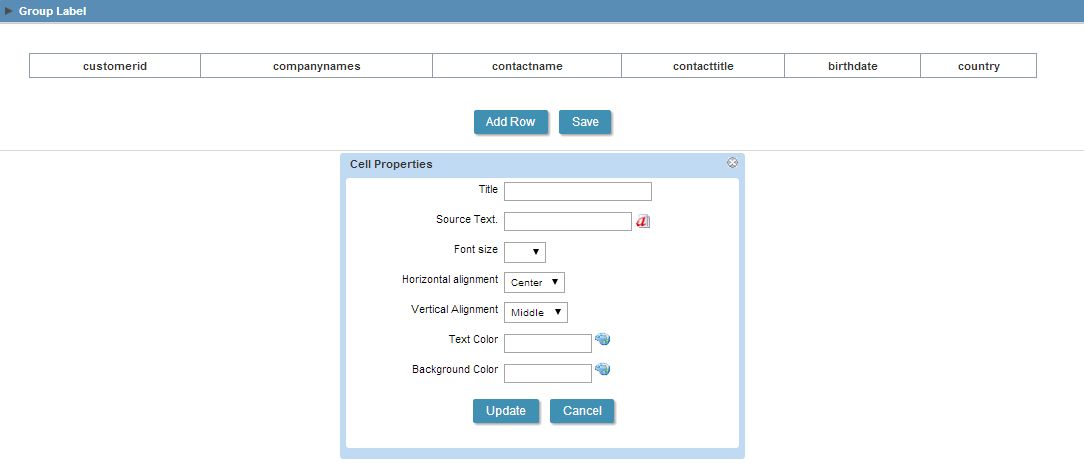 Group Label
customerid companynames contactname contacttitle birthdate country
Add Row Save
Cell Properties
Title
Source Text.
Font size
Horizontal alignment Center
Vertical Alignment Middle
Text Color
Background Color
Update Cancel